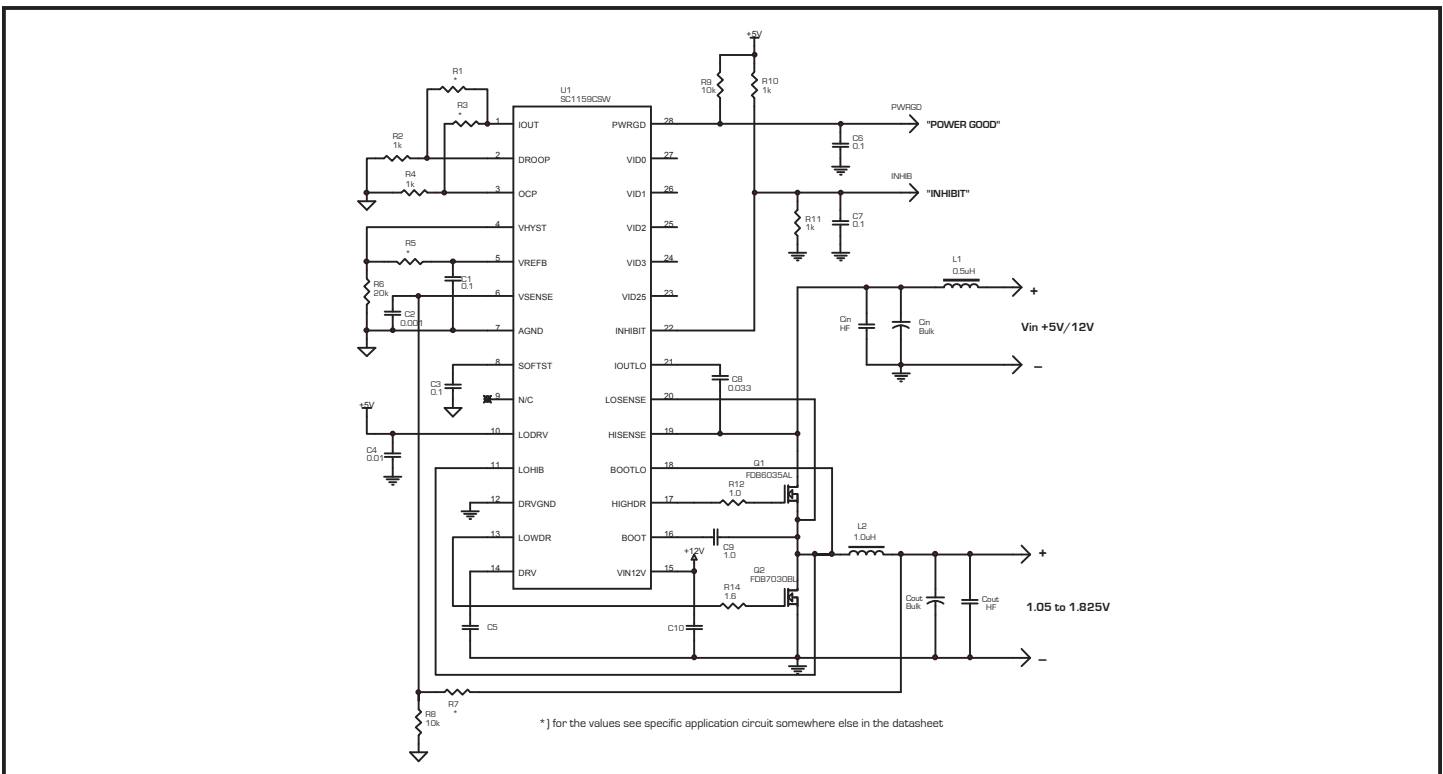 +5V
R1
*
R9
10k
R10
1k
U1
SC1159CSW
R3
*
PWRGD
1 IOUT PWRGD 28 "POWER GOOD"
R2
1k
C6
0.1
2 DROOP VID0 27
R4
1k
INHIB
3 OCP VID1 26 "INHIBIT"
R11
1k
C7
0.1
4 VHYST VID2 25
R5
*
5 VREFB VID3 24
L1
0.5uH
C1
0.1
R6
20k
6 VSENSE VID25 23
+
C2
0.001
Cin
HF
Cin
Bulk
Vin +5V/12V
7 AGND INHIBIT 22
8 SOFTST IOUTLO 21
–
C3
0.1
C8
0.033
9 N/C LOSENSE 20
+5V
10 LODRV HISENSE 19
C4
0.01
11 LOHIB BOOTLO 18
Q1
FDB6035AL
R12
1.0
12 DRVGND HIGHDR 17
L2
1.0uH
13 LOWDR BOOT 16
C9
1.0
+
+12V
14 DRV VIN12V 15
Q2
FDB7030BL
R14
1.6
Cout
Bulk
Cout
HF
1.05 to 1.825V
C5
C10
–
R7
*
R8
10k
*) for the values see specific application circuit somewhere else in the datasheet